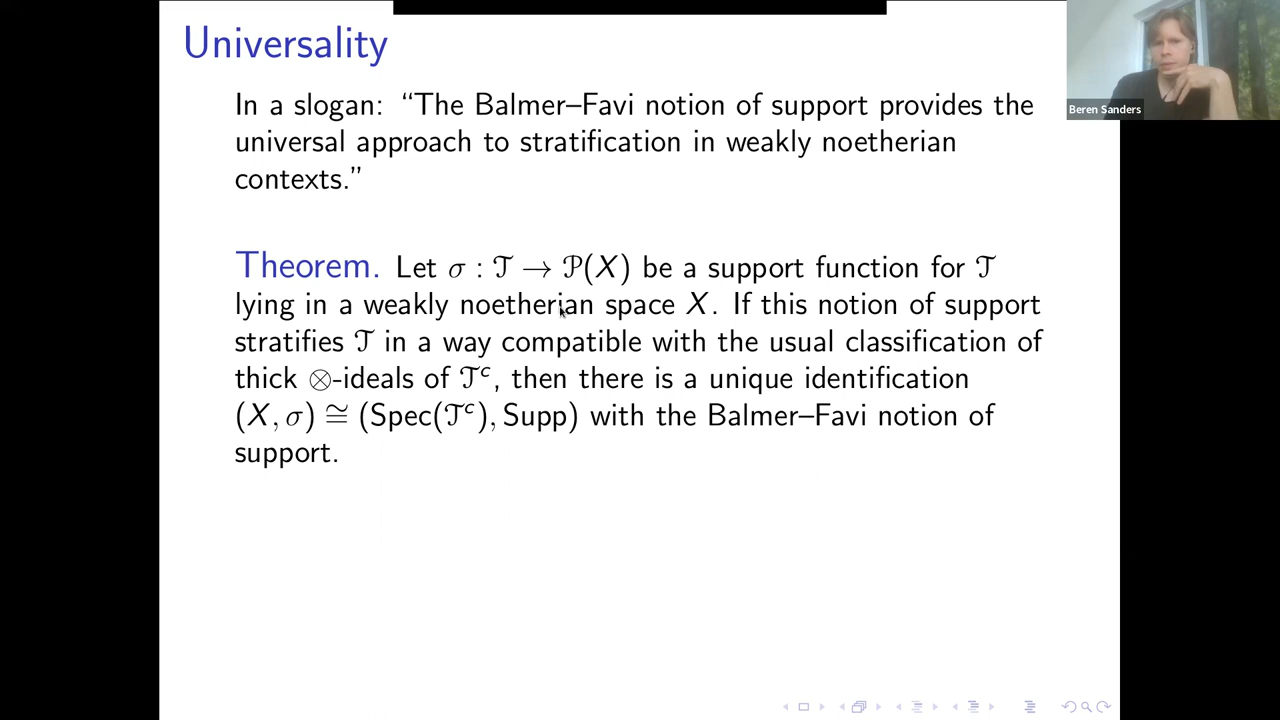 Universality
In a slogan: “The Balmer–Favi notion of support provides the
universal approach to stratification in weakly noetherian
contexts.”
Theorem. Let σ : 𝒯 → 𝒫(X) be a support function for 𝒯
lying in a weakly noetherian space X. If this notion of support
stratifies 𝒯 in a way compatible with the usual classification of
thick ⊗-ideals of 𝒯ᶜ, then there is a unique identification
(X, σ) ≅ (Spec(𝒯ᶜ), Supp) with the Balmer–Favi notion of
support.
Beren Sanders